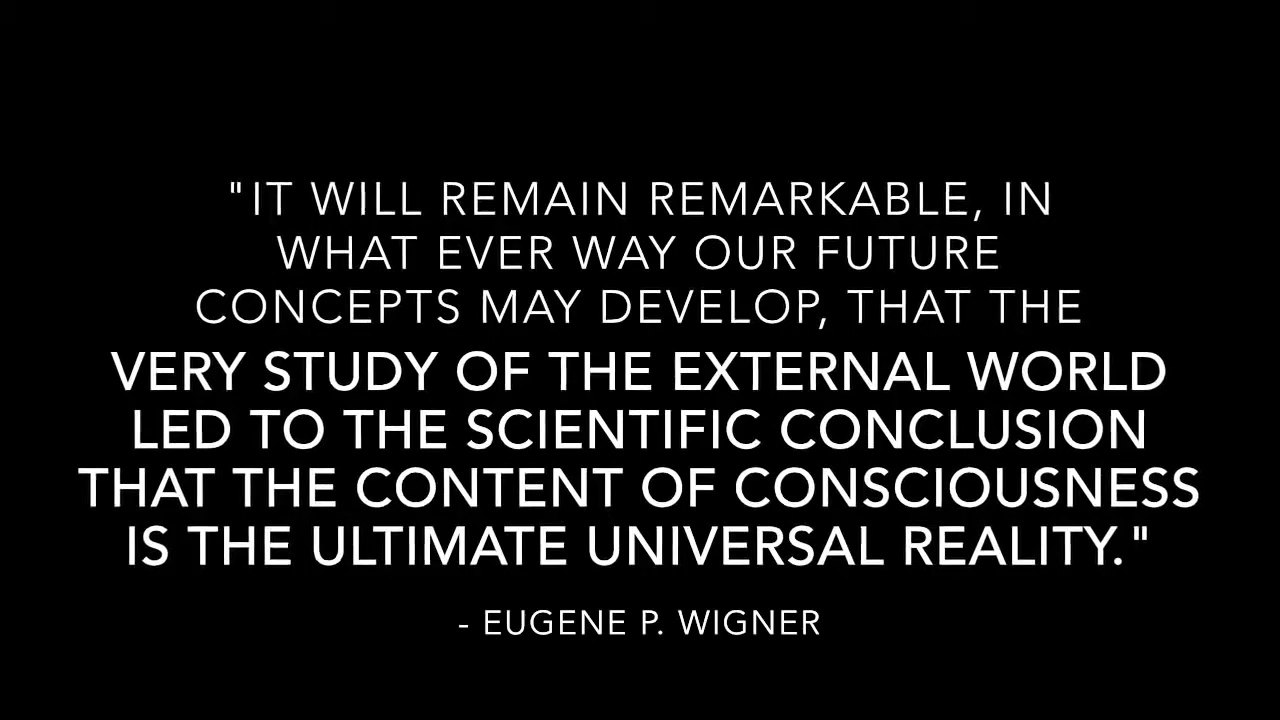 "IT WILL REMAIN REMARKABLE, IN
WHAT EVER WAY OUR FUTURE
CONCEPTS MAY DEVELOP, THAT THE
VERY STUDY OF THE EXTERNAL WORLD
LED TO THE SCIENTIFIC CONCLUSION
THAT THE CONTENT OF CONSCIOUSNESS
IS THE ULTIMATE UNIVERSAL REALITY."
- EUGENE P. WIGNER